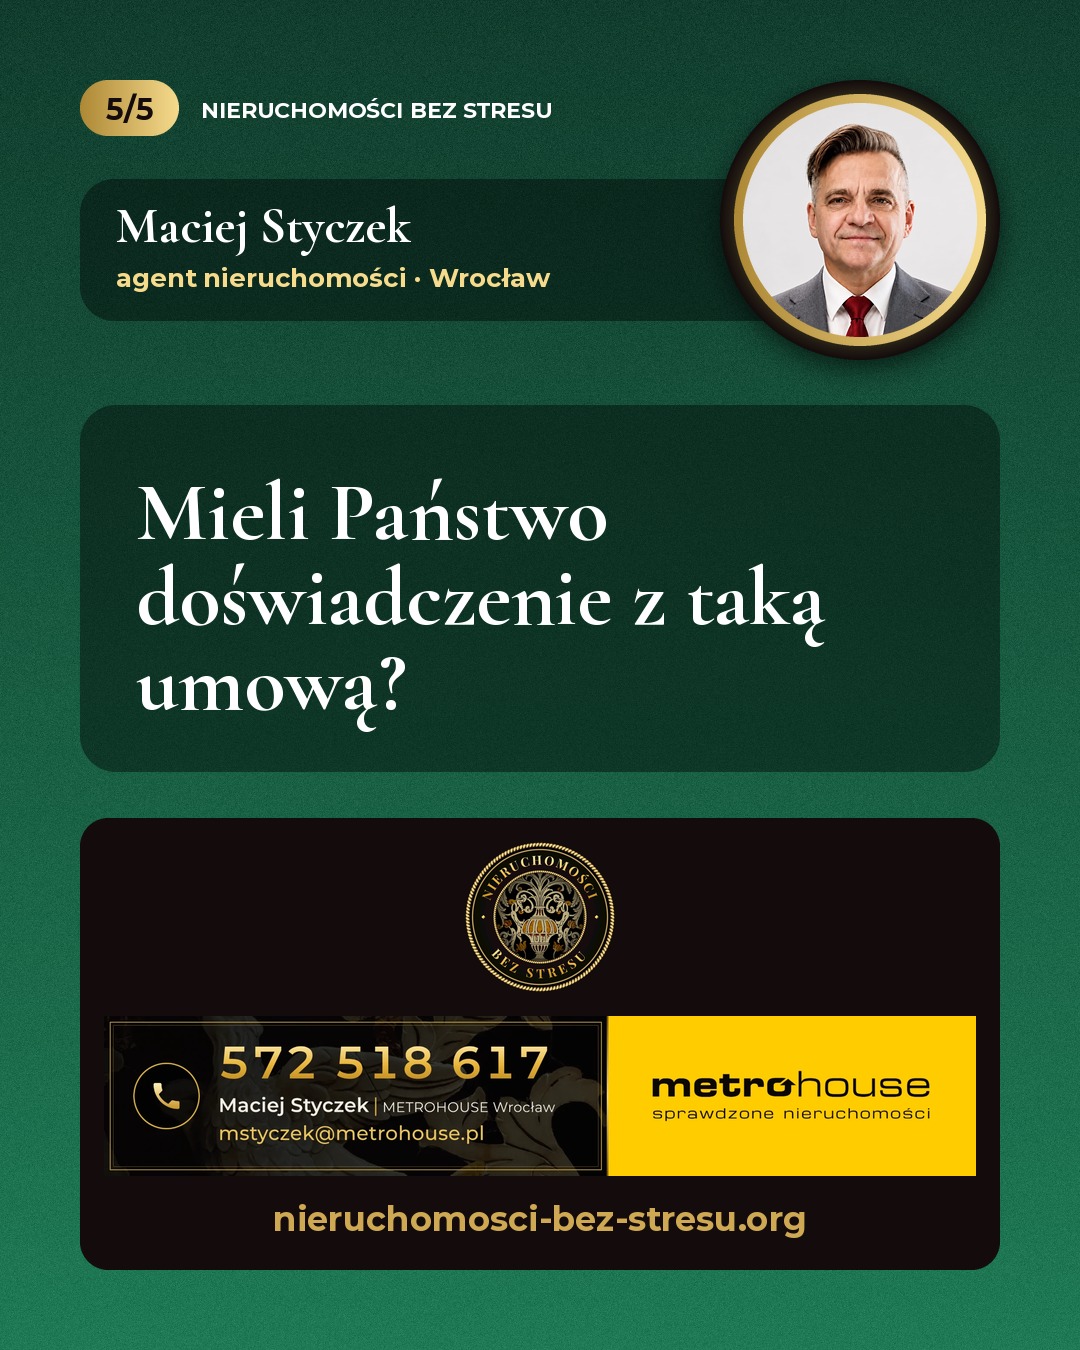 5/5 NIERUCHOMOŚCI BEZ STRESU
Maciej Styczek
agent nieruchomości · Wrocław
Mieli Państwo
doświadczenie z taką
umową?
NIERUCHOMOŚCI
BEZ STRESU
572 518 617
Maciej Styczek | METROHOUSE Wrocław
mstyczek@metrohouse.pl
metrohouse
sprawdzone nieruchomości
nieruchomosci-bez-stresu.org